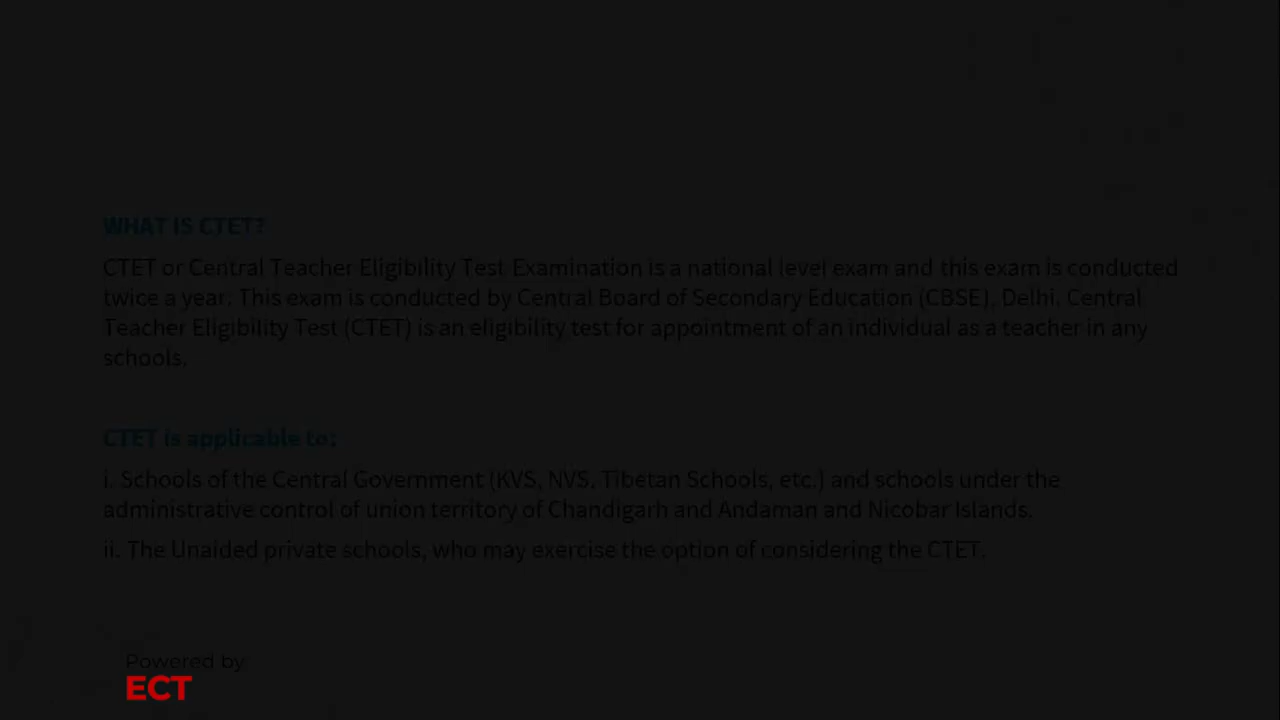 WHAT IS CTET?
CTET or Central Teacher Eligibility Test Examination is a national level exam and this exam is conducted
twice a year. This exam is conducted by Central Board of Secondary Education (CBSE), Delhi. Central
Teacher Eligibility Test (CTET) is an eligibility test for appointment of an individual as a teacher in any
schools.
CTET is applicable to:
i. Schools of the Central Government (KVS, NVS, Tibetan Schools, etc.) and schools under the
administrative control of union territory of Chandigarh and Andaman and Nicobar Islands.
ii. The Unaided private schools, who may exercise the option of considering the CTET.
Powered by
ECT